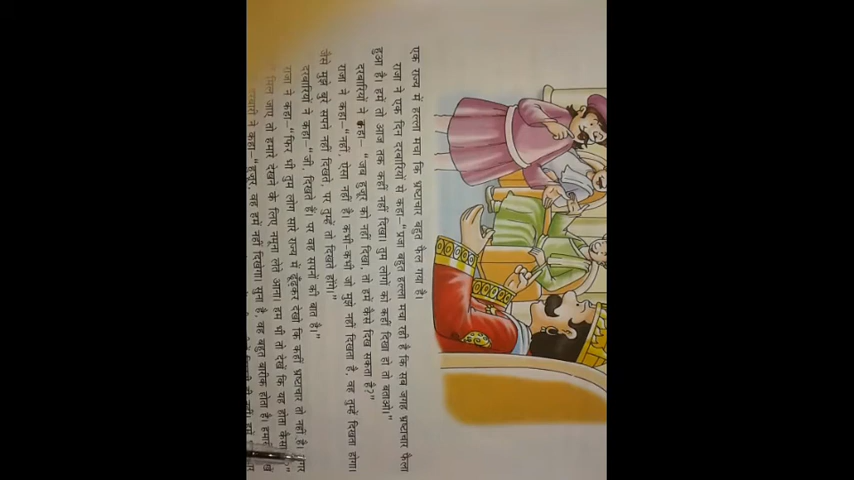 एक राज्य में हल्ला मचा कि भ्रष्टाचार बहुत फैल गया है।
राजा ने एक दिन दरबारियों से कहा–"प्रजा बहुत हल्ला मचा रही है कि सब जगह भ्रष्टाचार फैला
हुआ है। हमें तो आज तक कहीं नहीं दिखा। तुम लोगों को कहीं दिखा हो तो बताओ।"
दरबारियों ने कहा– "जब हुजूर को नहीं दिखा, तो हमें कैसे दिख सकता है?"
राजा ने कहा–"नहीं, ऐसा नहीं है। कभी-कभी जो मुझे नहीं दिखता है, वह तुम्हें दिखता होगा।
जैसे मुझे बुरे सपने नहीं दिखते, पर तुम्हें तो दिखते होंगे।"
दरबारियों ने कहा–"जी, दिखते हैं। पर वह सपनों की बात है।"
राजा ने कहा–"फिर भी तुम लोग सारे राज्य में ढूँढ़कर देखो कि कहीं भ्रष्टाचार तो नहीं है। अगर
मिल जाए तो हमारे देखने के लिए नमूना लेते आना। हम भी तो देखें कि यह होता कैसा
ने कहा–"हुजूर, वह हमें नहीं दिखेगा। सुना है, वह बहुत बारीक होता है। हमारी